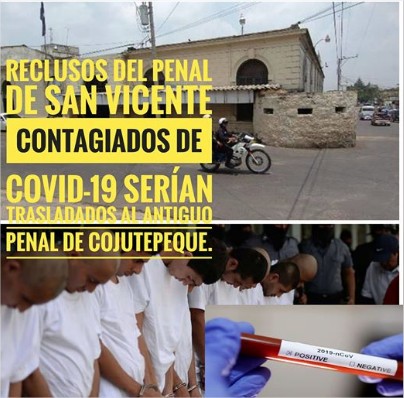 RECLUSOS DEL PENAL
DE SAN VICENTE
CONTAGIADOS DE
COVID-19 SERÍAN
TRASLADADOS AL ANTIGUO
PENAL DE COJUTEPEQUE.
2019-nCoV
POSITIVE
NEGATIVE